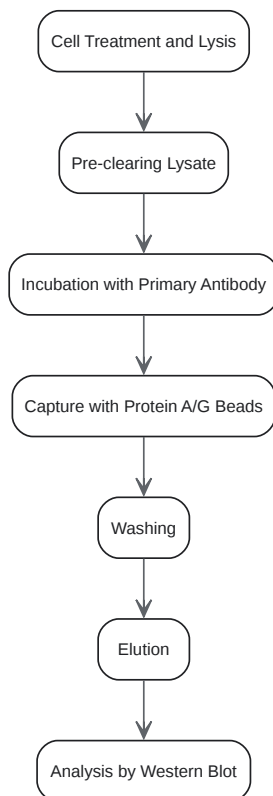 Cell Treatment and Lysis
Pre-clearing Lysate
Incubation with Primary Antibody
Capture with Protein A/G Beads
Washing
Elution
Analysis by Western Blot